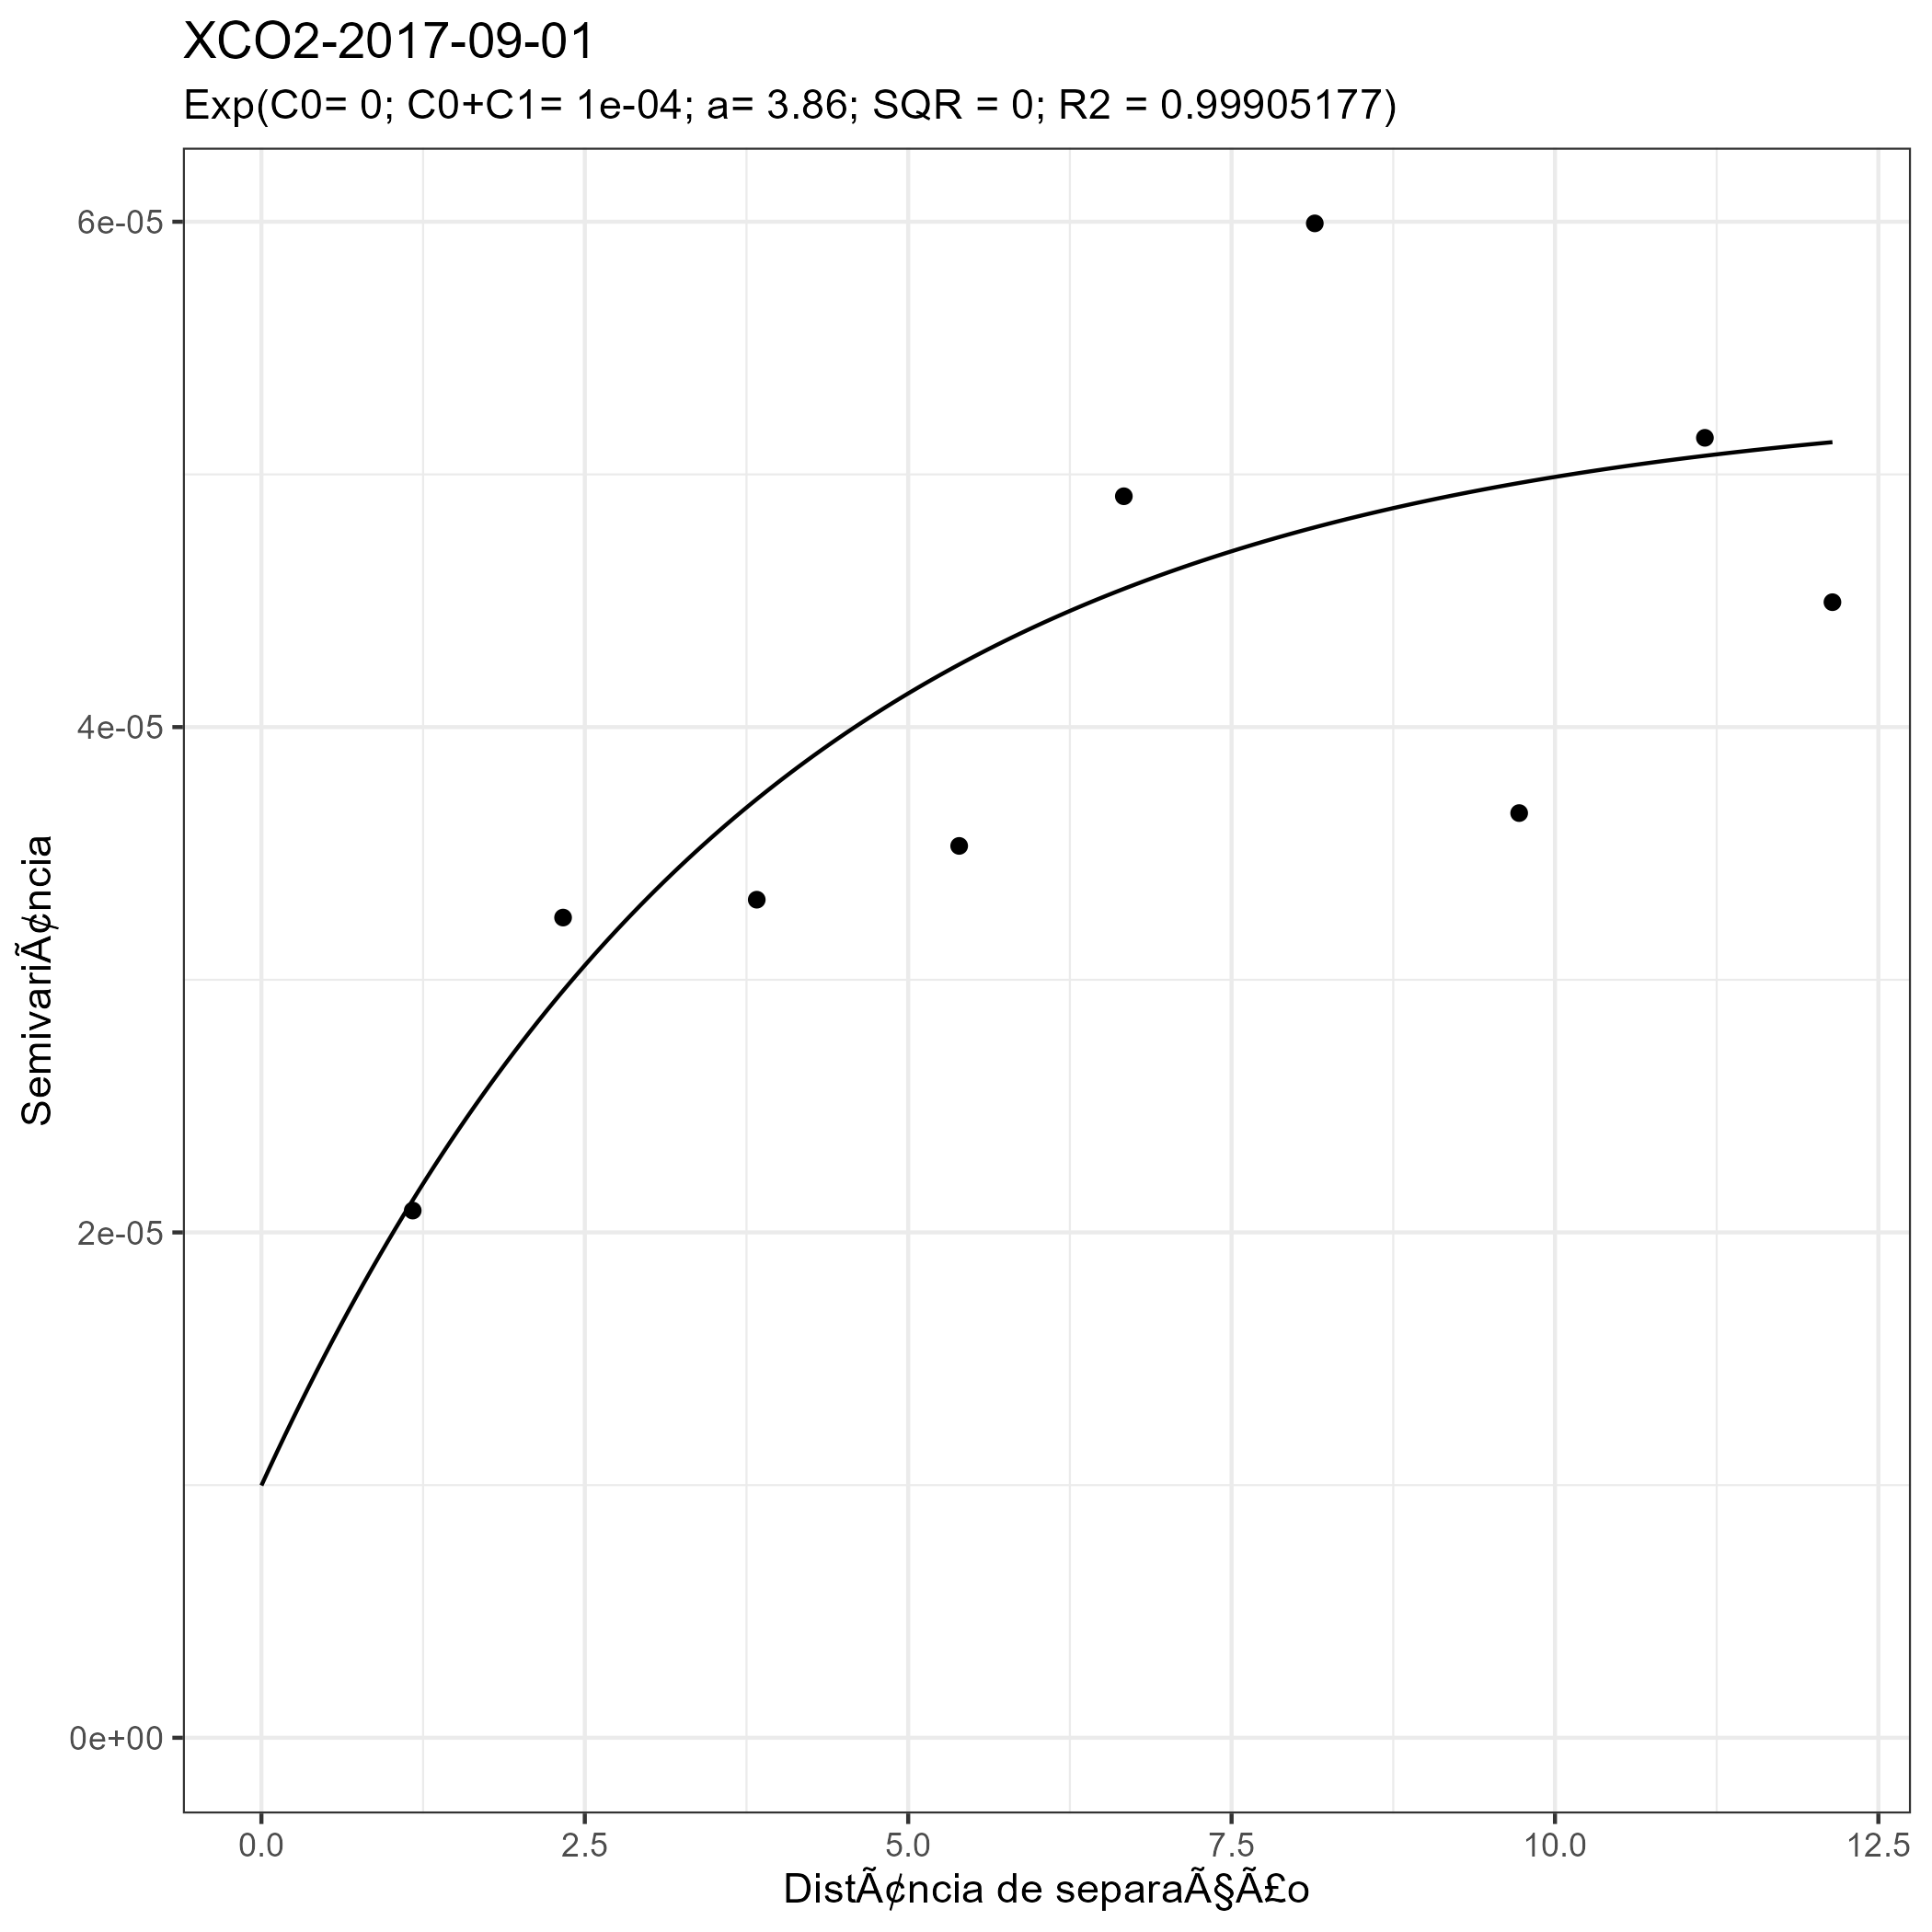 XCO2-2017-09-01
Exp(C0= 0; C0+C1= 1e-04; a= 3.86; SQR = 0; R2 = 0.99905177)
6e-05
4e-05
2e-05
0e+00
SemivariÃ¢ncia
0.0 2.5 5.0 7.5 10.0 12.5
DistÃ¢ncia de separaÃ§Ã£o